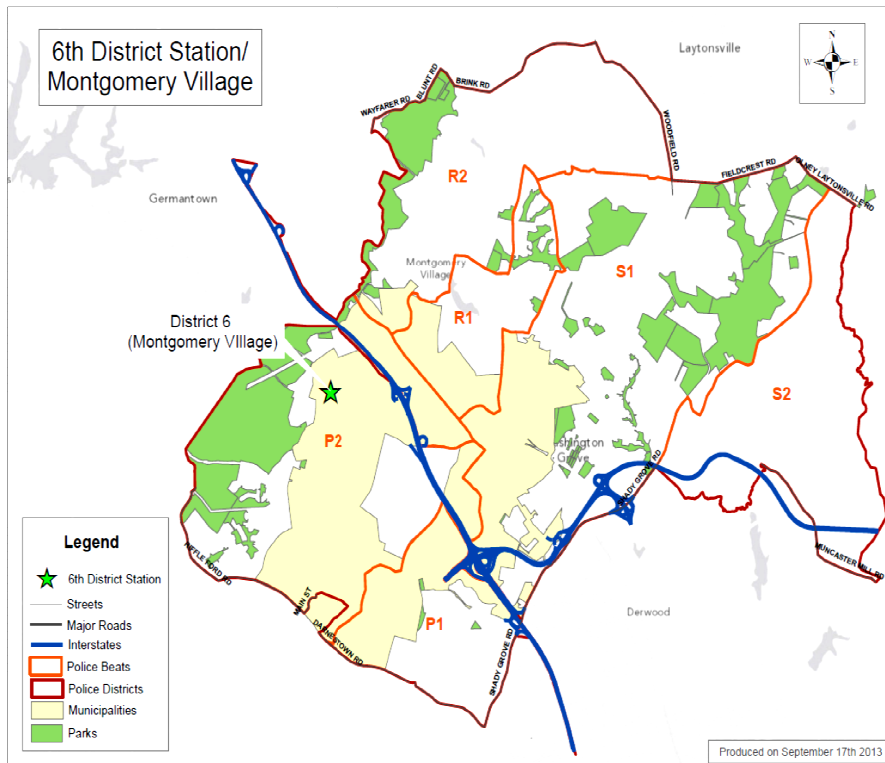 6th District Station/
Montgomery Village
Laytonsville
N
W E
S
BLUNT RD
BRINK RD
WAYFARER RD
WOODFIELD RD
FIELDCREST RD
OLNEY LAYTONSVILLE RD
R2
Germantown
Montgomery
Village
S1
R1
District 6
(Montgomery VIllage)
S2
P2
shington
Grove
SHADY GROVE RD
RIFFLE FORD RD
MUNCASTER MILL RD
MAIN ST
DARNESTOWN RD
P1
Derwood
SHADY GROVE RD
Legend
6th District Station
Streets
Major Roads
Interstates
Police Beats
Police Districts
Municipalities
Parks
Produced on September 17th 2013